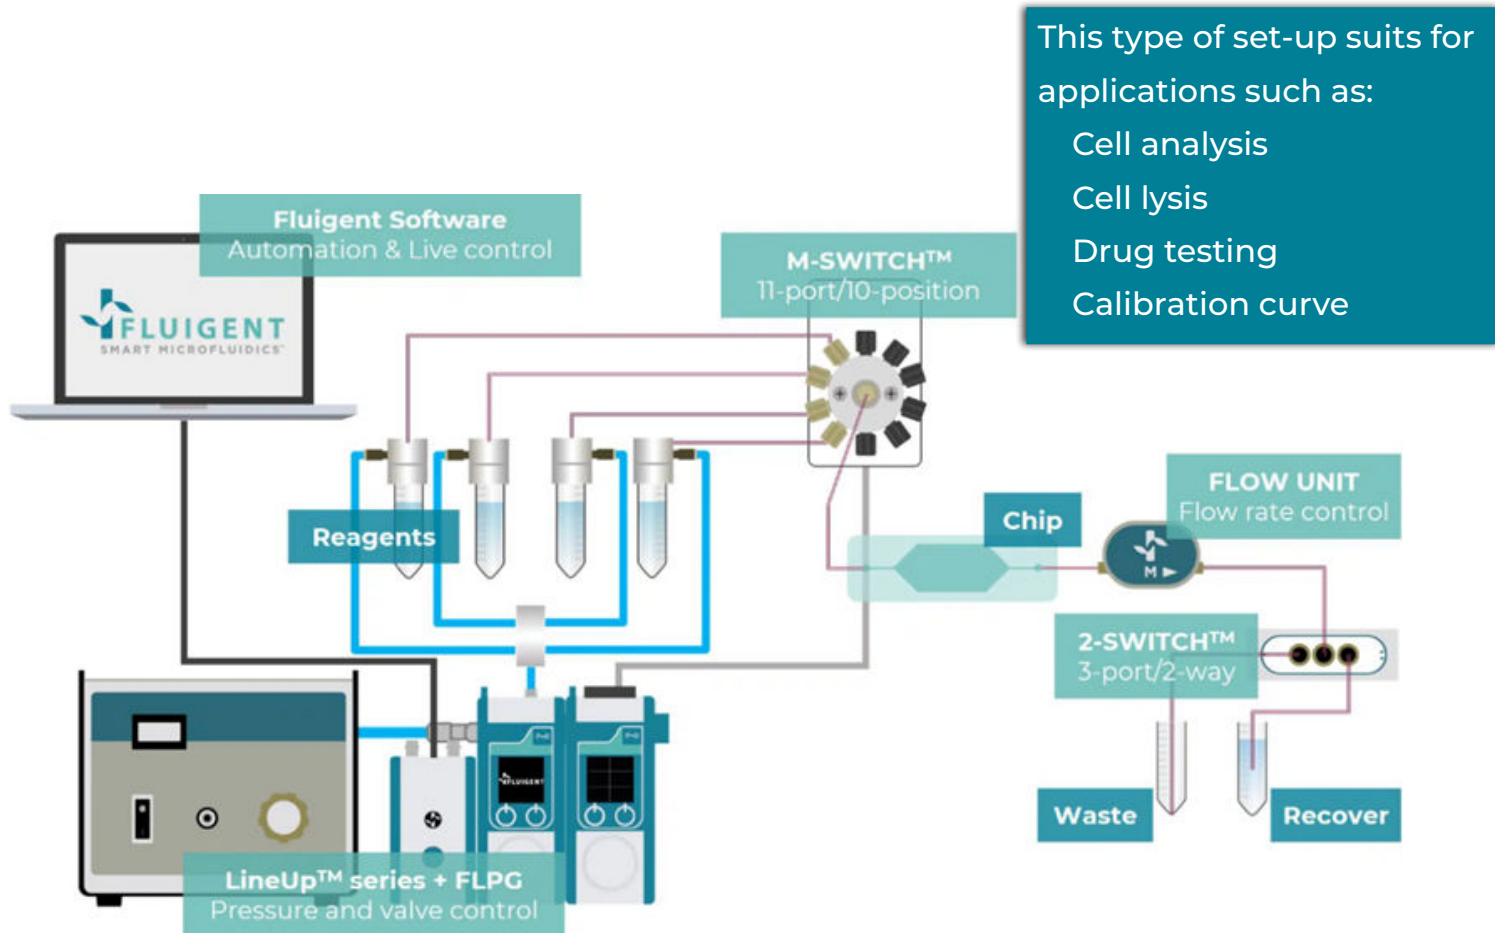 This type of set-up suits for
applications such as:
Cell analysis
Cell lysis
Drug testing
Calibration curve
Fluigent Software
Automation & Live control
FLUIGENT
SMART MICROFLUIDICS™
M-SWITCH™
11-port/10-position
Reagents
Chip
FLOW UNIT
Flow rate control
M
2-SWITCH™
3-port/2-way
FLUIGENT
Waste
Recover
LineUp™ series + FLPG
Pressure and valve control